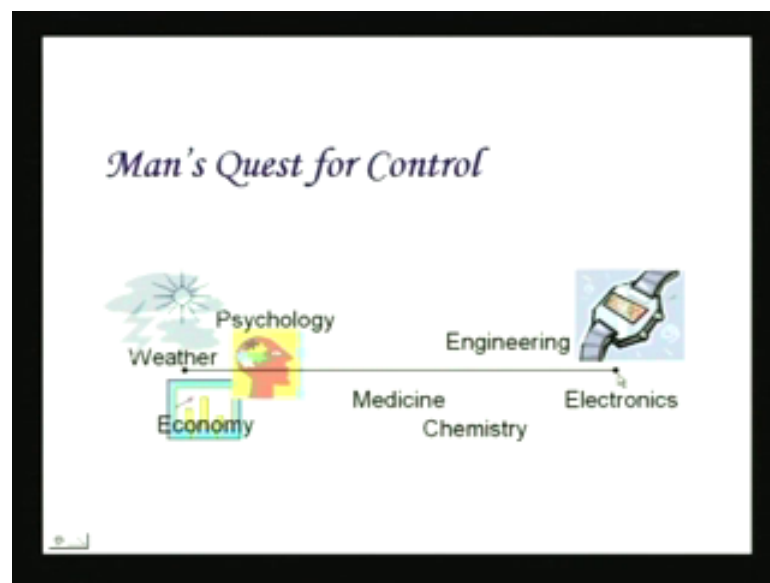 Man's Quest for Control
Psychology
Weather
Engineering
Economy
Medicine
Electronics
Chemistry